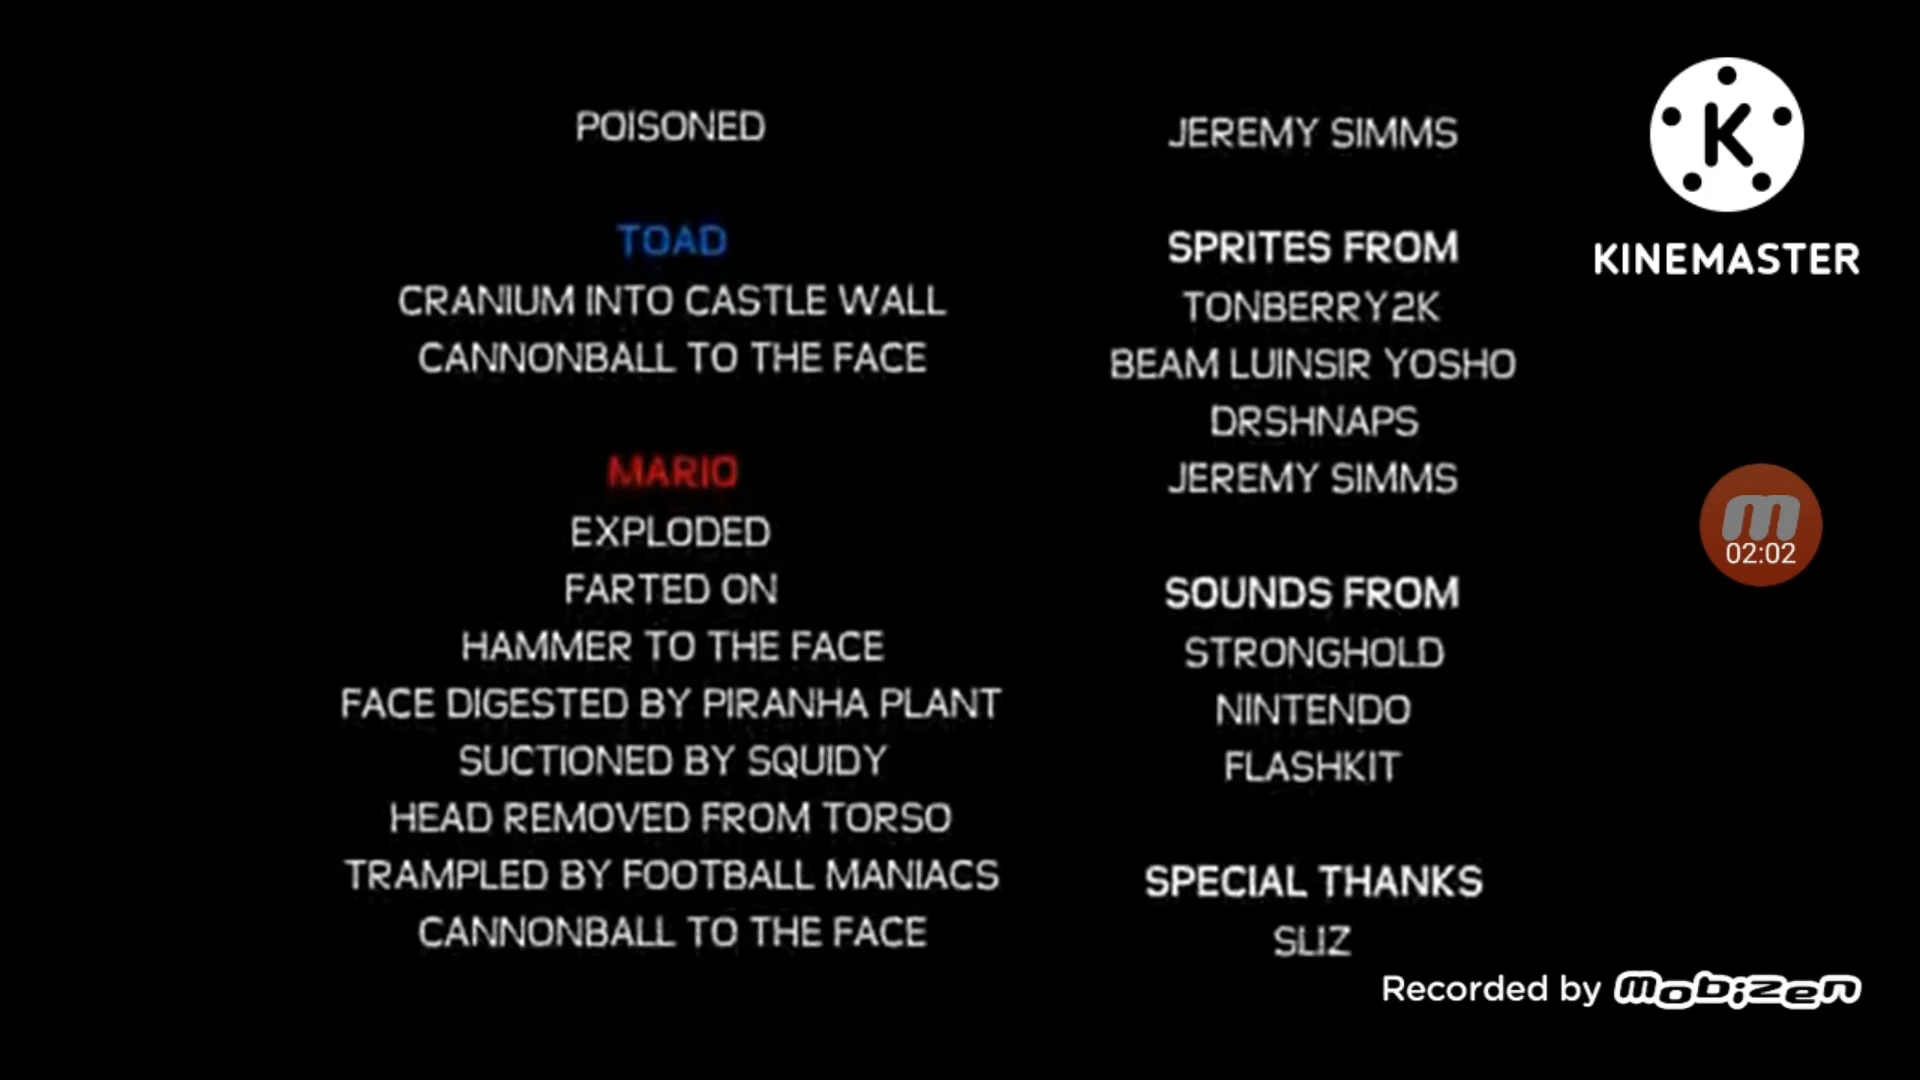 POISONED
TOAD
CRANIUM INTO CASTLE WALL
CANNONBALL TO THE FACE
MARIO
EXPLODED
FARTED ON
HAMMER TO THE FACE
FACE DIGESTED BY PIRANHA PLANT
SUCTIONED BY SQUIDY
HEAD REMOVED FROM TORSO
TRAMPLED BY FOOTBALL MANIACS
CANNONBALL TO THE FACE
JEREMY SIMMS
SPRITES FROM
TONBERRY2K
BEAM LUINSIR YOSHO
DRSHNAPS
JEREMY SIMMS
SOUNDS FROM
STRONGHOLD
NINTENDO
FLASHKIT
SPECIAL THANKS
SLIZ
K
KINEMASTER
m
02:02
Recorded by mobizen